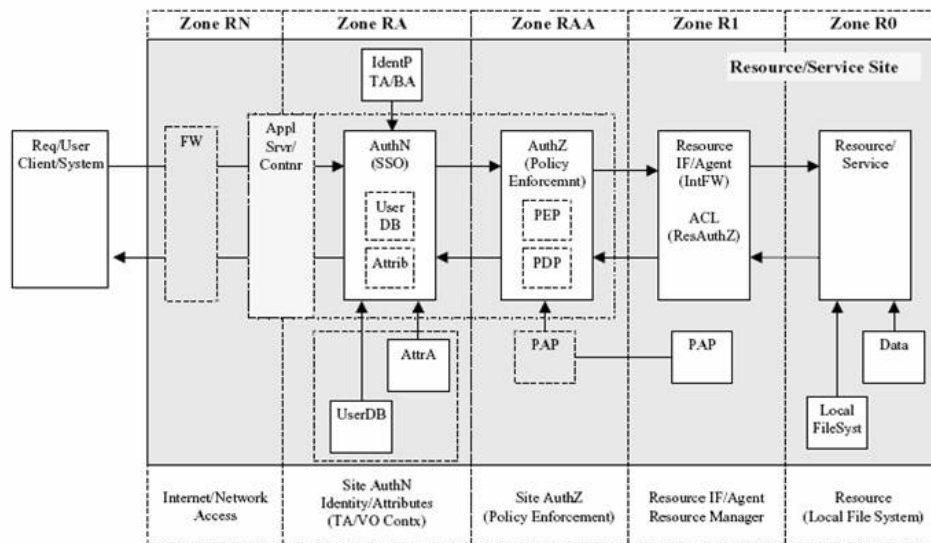 Zone RN
Zone RA
Zone RAA
Zone R1
Zone R0
Resource/Service Site
IdentP
TA/BA
Req/User
Client/System
FW
Appl
Srvr/
Contnr
AuthN
(SSO)
User
DB
Attrib
AuthZ
(Policy
Enforcemnt)
PEP
PDP
Resource
IF/Agent
(IntFW)
ACL
(ResAuthZ)
Resource/
Service
AttrA
UserDB
PAP
PAP
Data
Local
FileSyst
Internet/Network
Access
Site AuthN
Identity/Attributes
(TA/VO Contx)
Site AuthZ
(Policy Enforcement)
Resource IF/Agent
Resource Manager
Resource
(Local File System)